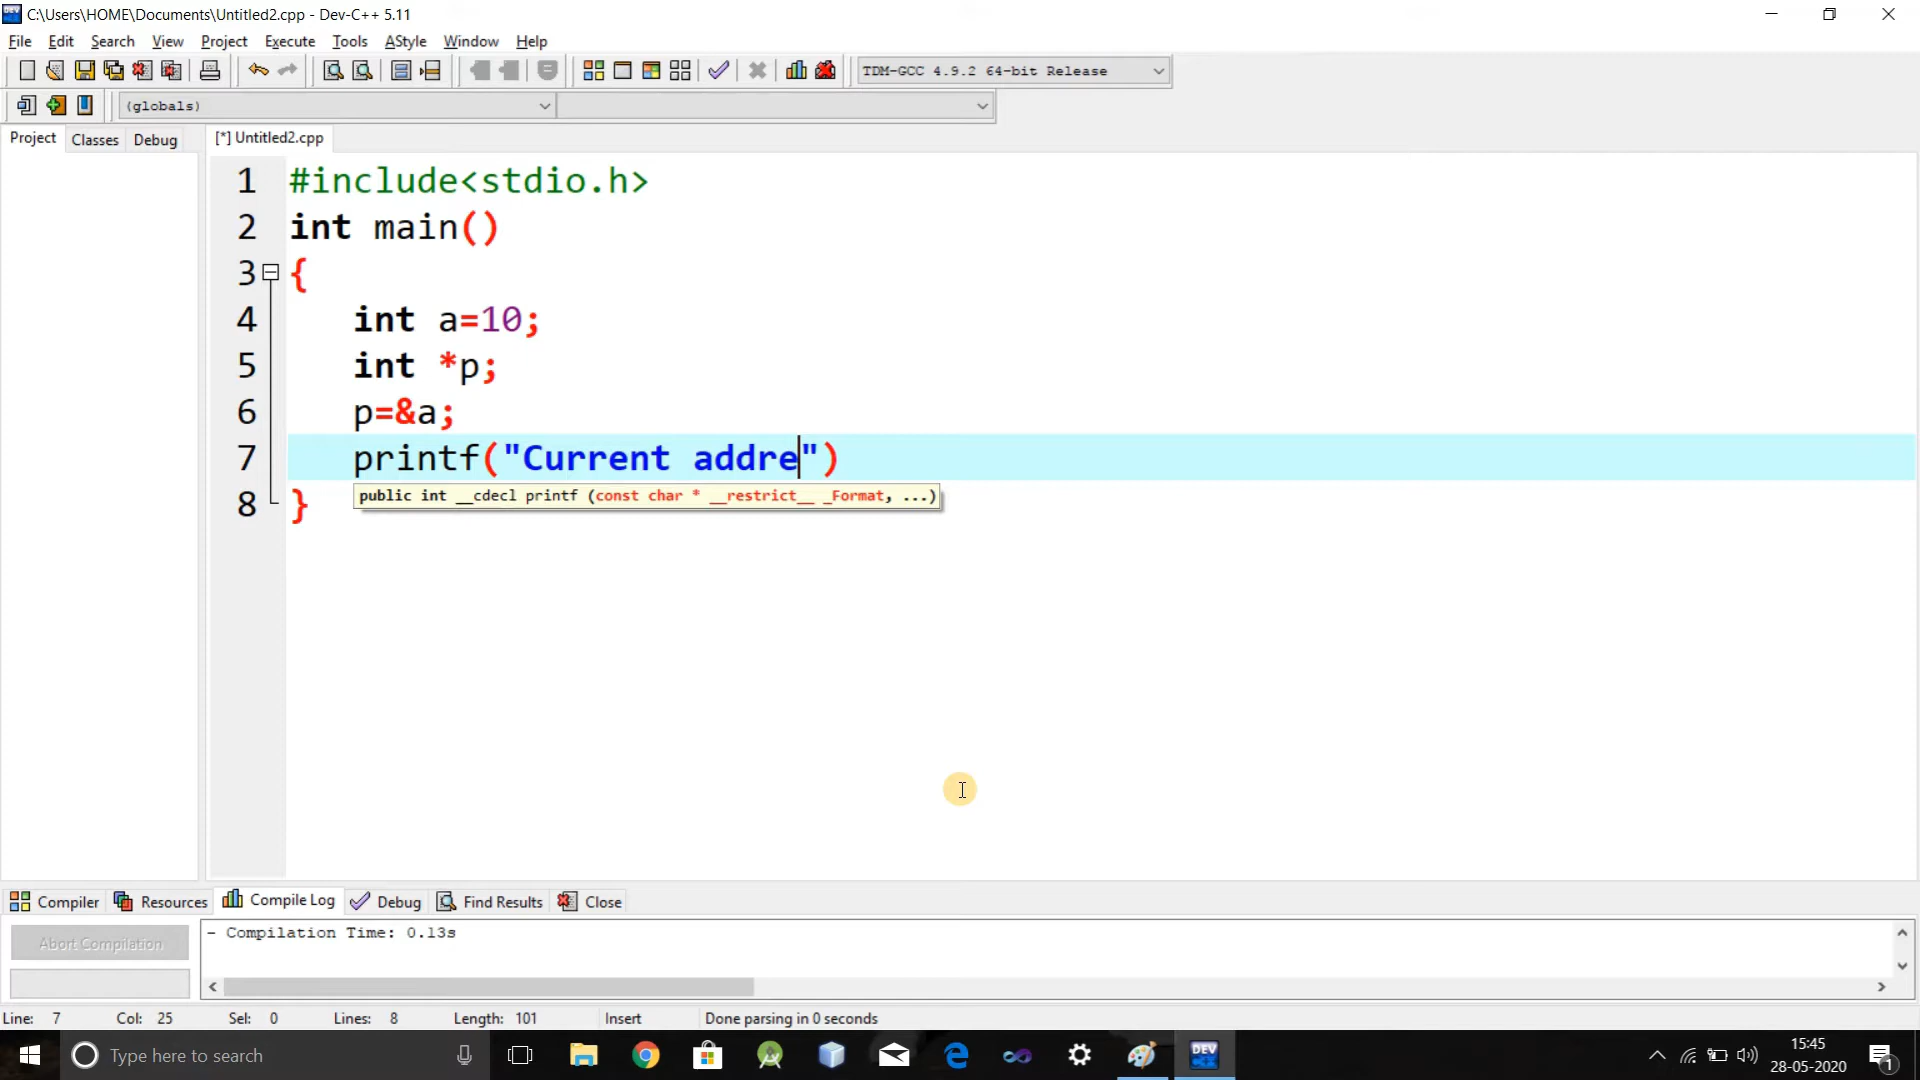 C:\Users\HOME\Documents\Untitled2.cpp - Dev-C++ 5.11
File Edit Search View Project Execute Tools AStyle Window Help
TDM-GCC 4.9.2 64-bit Release
(globals)
Project Classes Debug [*] Untitled2.cpp
1 #include<stdio.h>
2 int main()
3 {
4 int a=10;
5 int *p;
6 p=&a;
7 printf("Current addre")
public int __cdecl printf (const char * __restrict__ _Format, ...)
8 }
Compiler Resources Compile Log Debug Find Results Close
Abort Compilation
- Compilation Time: 0.13s
Line: 7 Col: 25 Sel: 0 Lines: 8 Length: 101 Insert Done parsing in 0 seconds
Type here to search
DEV
15:45
28-05-2020
1